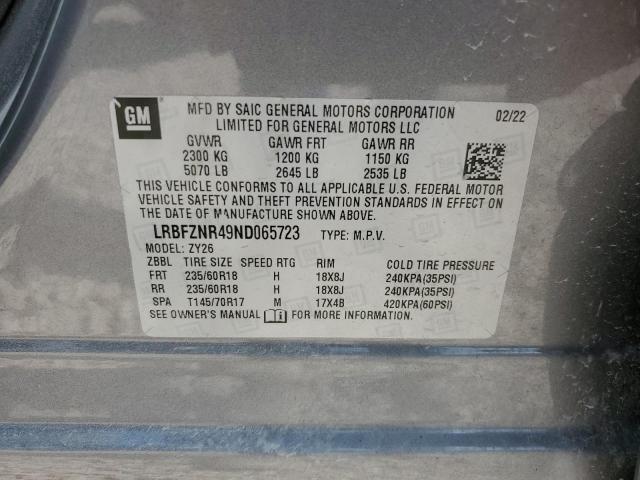 GM
MFD BY SAIC GENERAL MOTORS CORPORATION 02/22
LIMITED FOR GENERAL MOTORS LLC
GVWR GAWR FRT GAWR RR
2300 KG 1200 KG 1150 KG
5070 LB 2645 LB 2535 LB
THIS VEHICLE CONFORMS TO ALL APPLICABLE U.S. FEDERAL MOTOR
VEHICLE SAFETY AND THEFT PREVENTION STANDARDS IN EFFECT ON
DATE OF MANUFACTURE SHOWN ABOVE.
LRBFZNR49ND065723 TYPE: M.P.V.
MODEL: ZY26
ZBBL TIRE SIZE SPEED RTG RIM COLD TIRE PRESSURE
FRT 235/60R18 H 18X8J 240KPA(35PSI)
RR 235/60R18 H 18X8J 240KPA(35PSI)
SPA T145/70R17 M 17X4B 420KPA(60PSI)
SEE OWNER'S MANUAL FOR MORE INFORMATION.